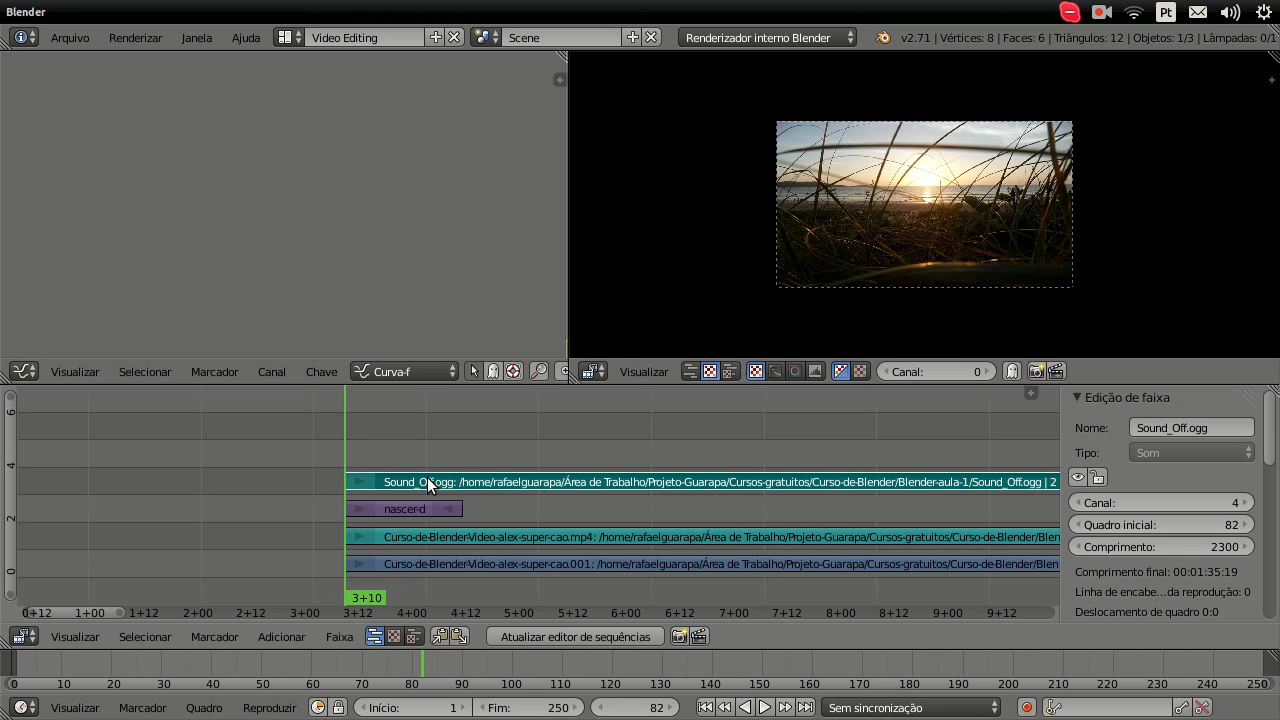 Blender
Pt
Arquivo Renderizar Janela Ajuda Video Editing Scene Renderizador interno Blender v2.71 | Vértices: 8 | Faces: 6 | Triângulos: 12 | Objetos: 1/3 | Lâmpadas: 0/1
Visualizar Selecionar Marcador Canal Chave Curva-f Visualizar Canal: 0
6
4
2
0
Sound_Off.ogg: /home/rafaelguarapa/Área de Trabalho/Projeto-Guarapa/Cursos-gratuitos/Curso-de-Blender/Blender-aula-1/Sound_Off.ogg | 2
nascer-d
Curso-de-Blender-Video-alex-super-cao.mp4: /home/rafaelguarapa/Área de Trabalho/Projeto-Guarapa/Cursos-gratuitos/Curso-de-Blender/Blen
Curso-de-Blender-Video-alex-super-cao.001: /home/rafaelguarapa/Área de Trabalho/Projeto-Guarapa/Cursos-gratuitos/Curso-de-Blender/Blen
3+10
0+12 1+00 1+12 2+00 2+12 3+00 3+12 4+00 4+12 5+00 5+12 6+00 6+12 7+00 7+12 8+00 8+12 9+00 9+12
Edição de faixa
Nome: Sound_Off.ogg
Tipo: Som
Canal: 4
Quadro inicial: 82
Comprimento: 2300
Comprimento final: 00:01:35:19
Linha de encabe...da reprodução: 0
Deslocamento de quadro 0:0
Visualizar Selecionar Marcador Adicionar Faixa Atualizar editor de sequências
0 10 20 30 40 50 60 70 80 90 100 110 120 130 140 150 160 170 180 190 200 210 220 230 240 250
Visualizar Marcador Quadro Reproduzir Início: 1 Fim: 250 82 Sem sincronização